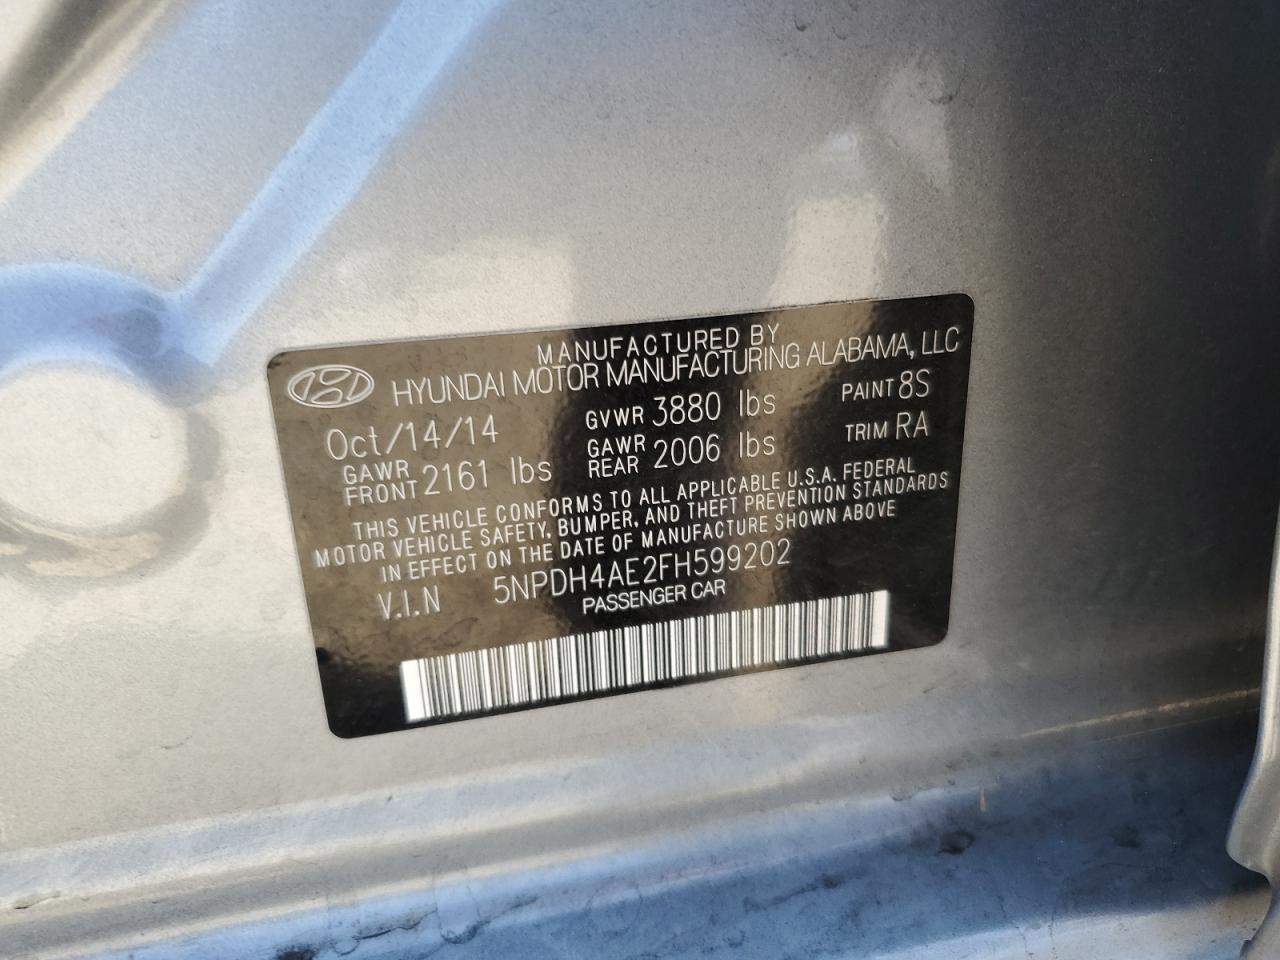 MANUFACTURED BY
HYUNDAI MOTOR MANUFACTURING ALABAMA, LLC
Oct/14/14 GVWR 3880 lbs PAINT 8S
GAWR FRONT 2161 lbs GAWR REAR 2006 lbs TRIM RA
THIS VEHICLE CONFORMS TO ALL APPLICABLE U.S.A. FEDERAL
MOTOR VEHICLE SAFETY, BUMPER, AND THEFT PREVENTION STANDARDS
IN EFFECT ON THE DATE OF MANUFACTURE SHOWN ABOVE
V.I.N 5NPDH4AE2FH599202
PASSENGER CAR